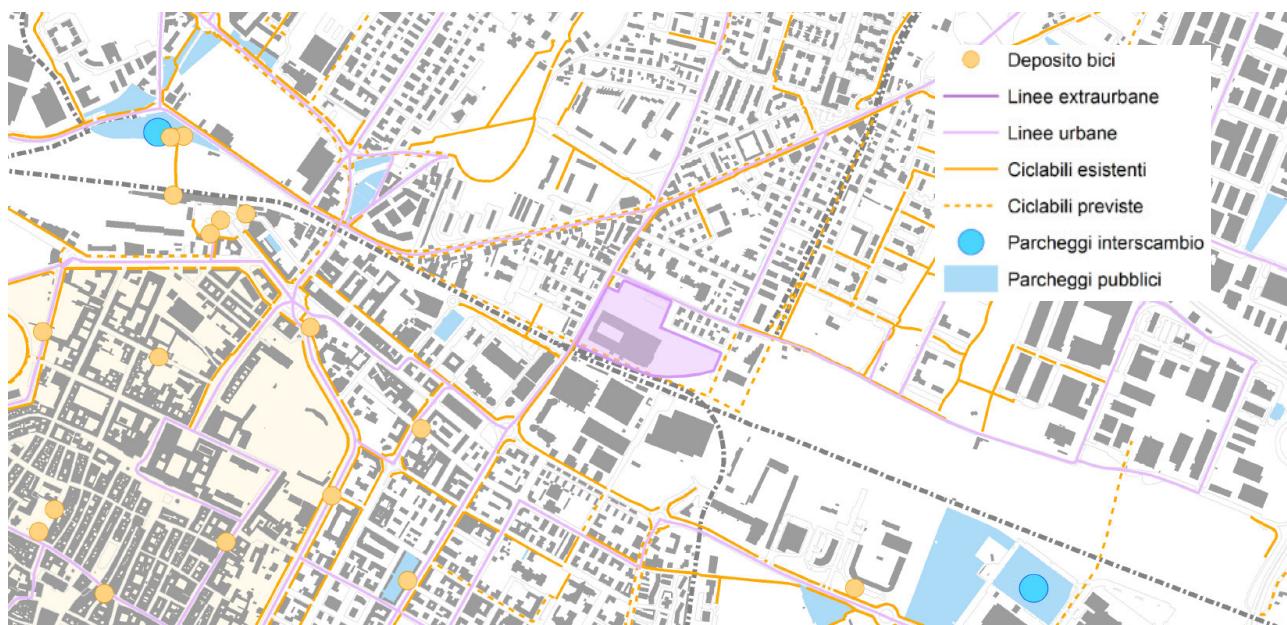 Deposito bici
Linee extraurbane
Linee urbane
Ciclabili esistenti
Ciclabili previste
Parcheggi interscambio
Parcheggi pubblici